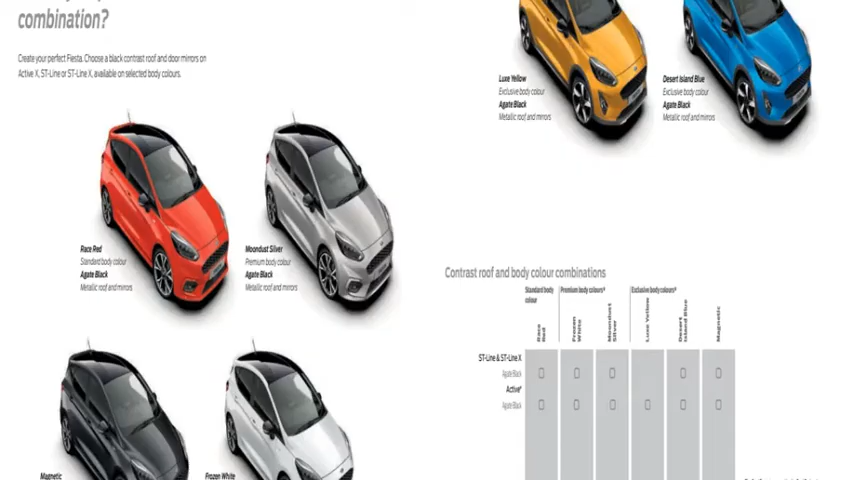 combination?
Create your perfect Fiesta. Choose a black contrast roof and door mirrors on
Active X, ST-Line or ST-Line X, available on selected body colours.
Race Red
Standard body colour
Agate Black
Metallic roof and mirrors
Moondust Silver
Premium body colour
Agate Black
Metallic roof and mirrors
Magnetic
Frozen White
Luxe Yellow
Exclusive body colour
Agate Black
Metallic roof and mirrors
Desert Island Blue
Exclusive body colour
Agate Black
Metallic roof and mirrors
Contrast roof and body colour combinations
Standard body
colour
Premium body colours*
Exclusive body colours*
Race
Red
Frozen
White
Moondust
Silver
Luxe Yellow
Desert
Island Blue
Magnetic
ST-Line & ST-Line X
Agate Black
Active*
Agate Black